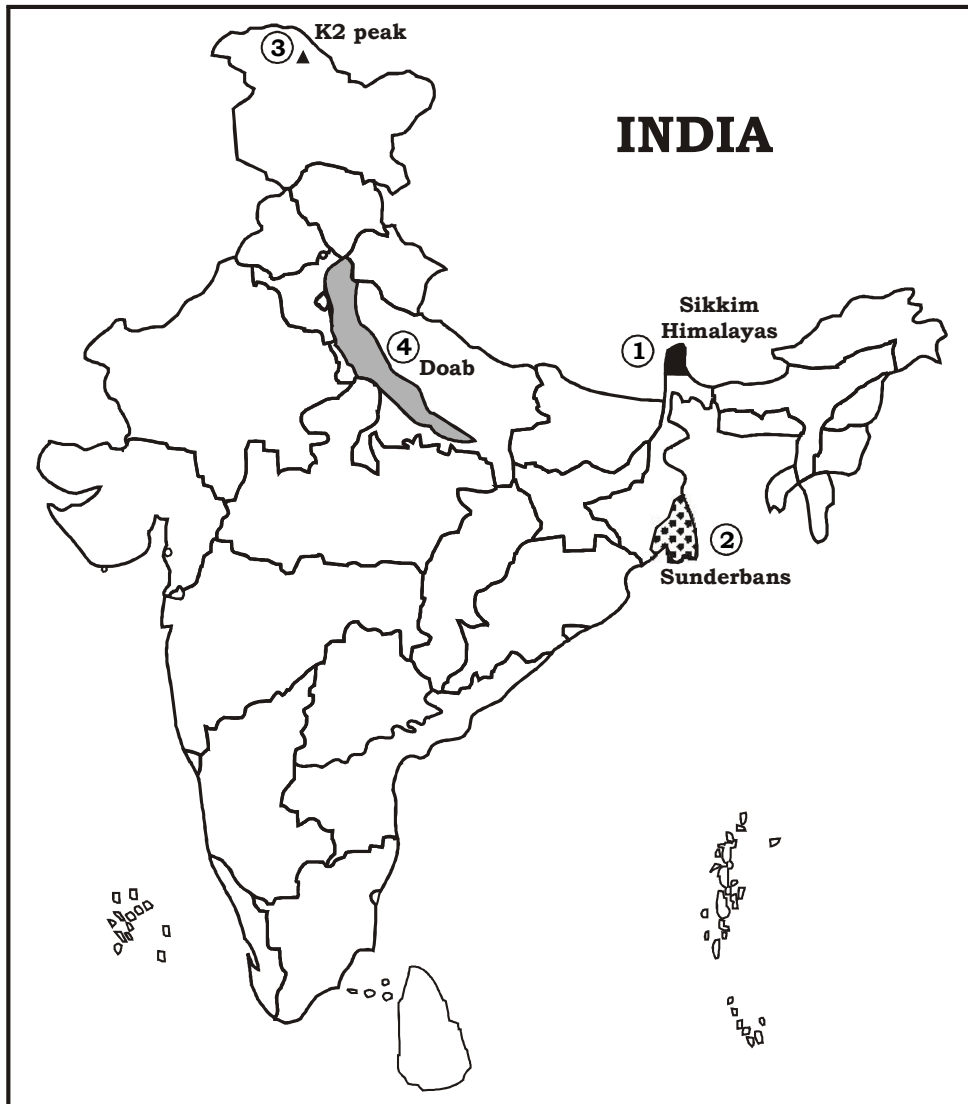 ③ K2 peak
INDIA
Sikkim
① Himalayas
④ Doab
②
Sunderbans